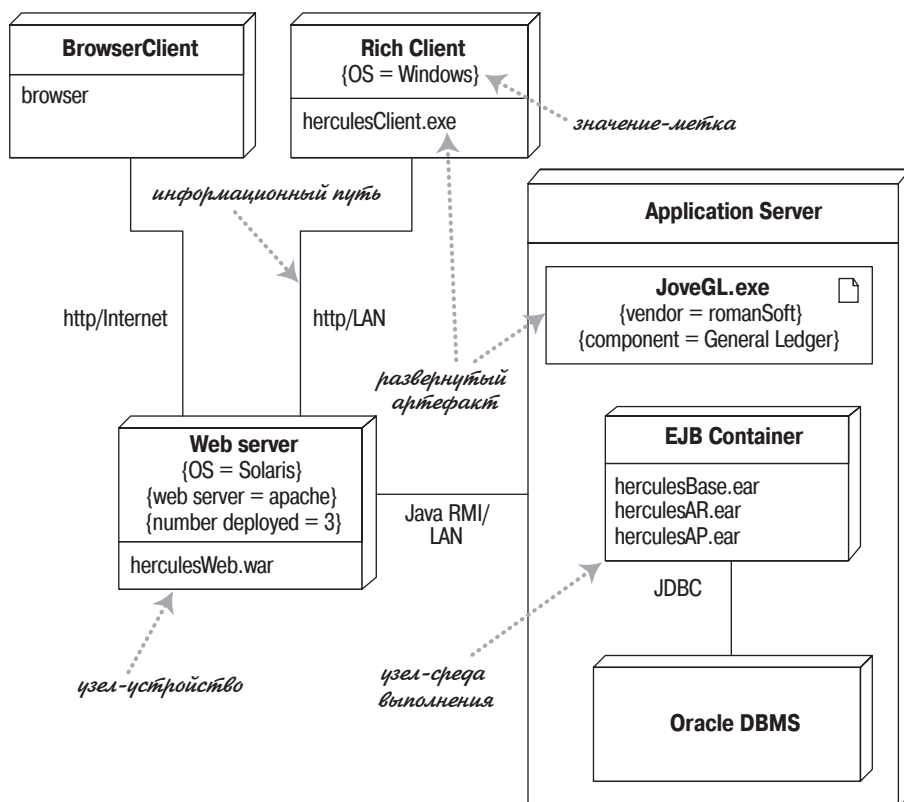 BrowserClient
browser
Rich Client
{OS = Windows}
herculesClient.exe
значение-метка
информационный путь
http/Internet
http/LAN
развернутый
артефакт
Application Server
JoveGL.exe
{vendor = romanSoft}
{component = General Ledger}
Web server
{OS = Solaris}
{web server = apache}
{number deployed = 3}
herculesWeb.war
Java RMI/
LAN
EJB Container
herculesBase.ear
herculesAR.ear
herculesAP.ear
JDBC
узел-устройство
узел-среда
выполнения
Oracle DBMS